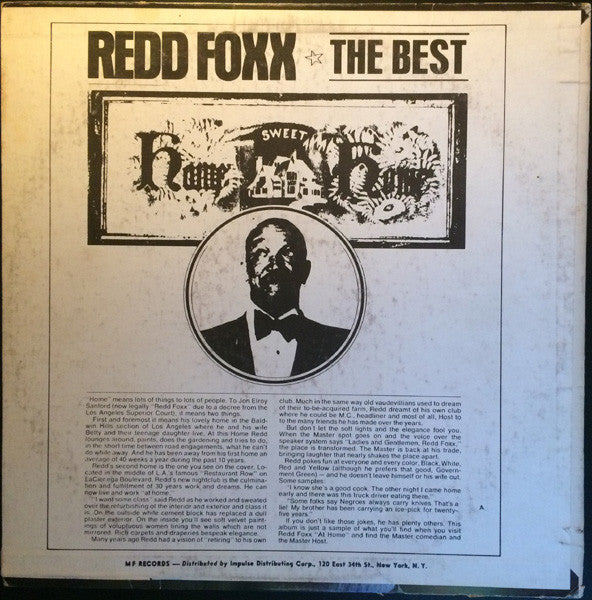 REDD FOXX ☆ THE BEST
SWEET
Home Home
"Home" means lots of things to lots of people. To Jon Elroy
Sanford (now legally "Redd Foxx" due to a decree from the
Los Angeles Superior Court), it means two things.
First and foremost it means his lovely home in the Bald-
win Hills suction of Los Angeles where he and his wife
Betty and their teenage daughter live. At this Home Redd
lounges around, paints, does the gardening and tries to do,
in the short time between road engagements, what he can't
do while away. And he has been away from his first home an
average of 40 weeks a year during the past 10 years.
Redd's second home is the one you see on the cover. Lo-
cated in the middle of L.A.'s famous "Restaurant Row" on
LaCienega Boulevard, Redd's new nightclub is the culmina-
tion and fulfillment of 30 years work and dreams. He can
now live and work "at home."
"I want some class" said Redd as he worked and sweated
over the refurbishing of the interior and exterior and class it
is. On the outside white cement block has replaced a dull
plaster exterior. On the inside you'll see soft velvet paint-
ings of voluptuous women lining the walls which are not
mirrored. Rich carpets and draperies bespeak elegance.
Many years ago Redd had a vision of "retiring" to his own
club. Much in the same way old vaudevillians used to dream
of their to-be-acquired farm, Redd dreamt of his own club
where he could be M.C., headliner and most of all, Host to
to the many friends he has made over the years.
But don't let the soft lights and the elegance fool you.
When the Master spot goes on and the voice over the
speaker system says "Ladies and Gentlemen, Redd Foxx,"
the place is transformed. The Master is back at his trade,
bringing laughter that nearly shakes the place apart.
Redd pokes fun at everyone and every color. Black, White,
Red and Yellow (although he prefers that good, Govern-
ment Green) — and he doesn't leave himself or his wife out.
Some samples:
"I know she's a good cook. The other night I came home
early and there was this truck driver eating there."
"Some folks say Negroes always carry knives. That's a
lie! My brother has been carrying an ice-pick for twenty-
five years."
If you don't like those jokes, he has plenty others. This
album is just a sample of what you'll find when you visit
Redd Foxx "At Home" and find the Master comedian and
the Master Host.
A
MF RECORDS — Distributed by Impulse Distributing Corp., 120 East 34th St., New York, N. Y.